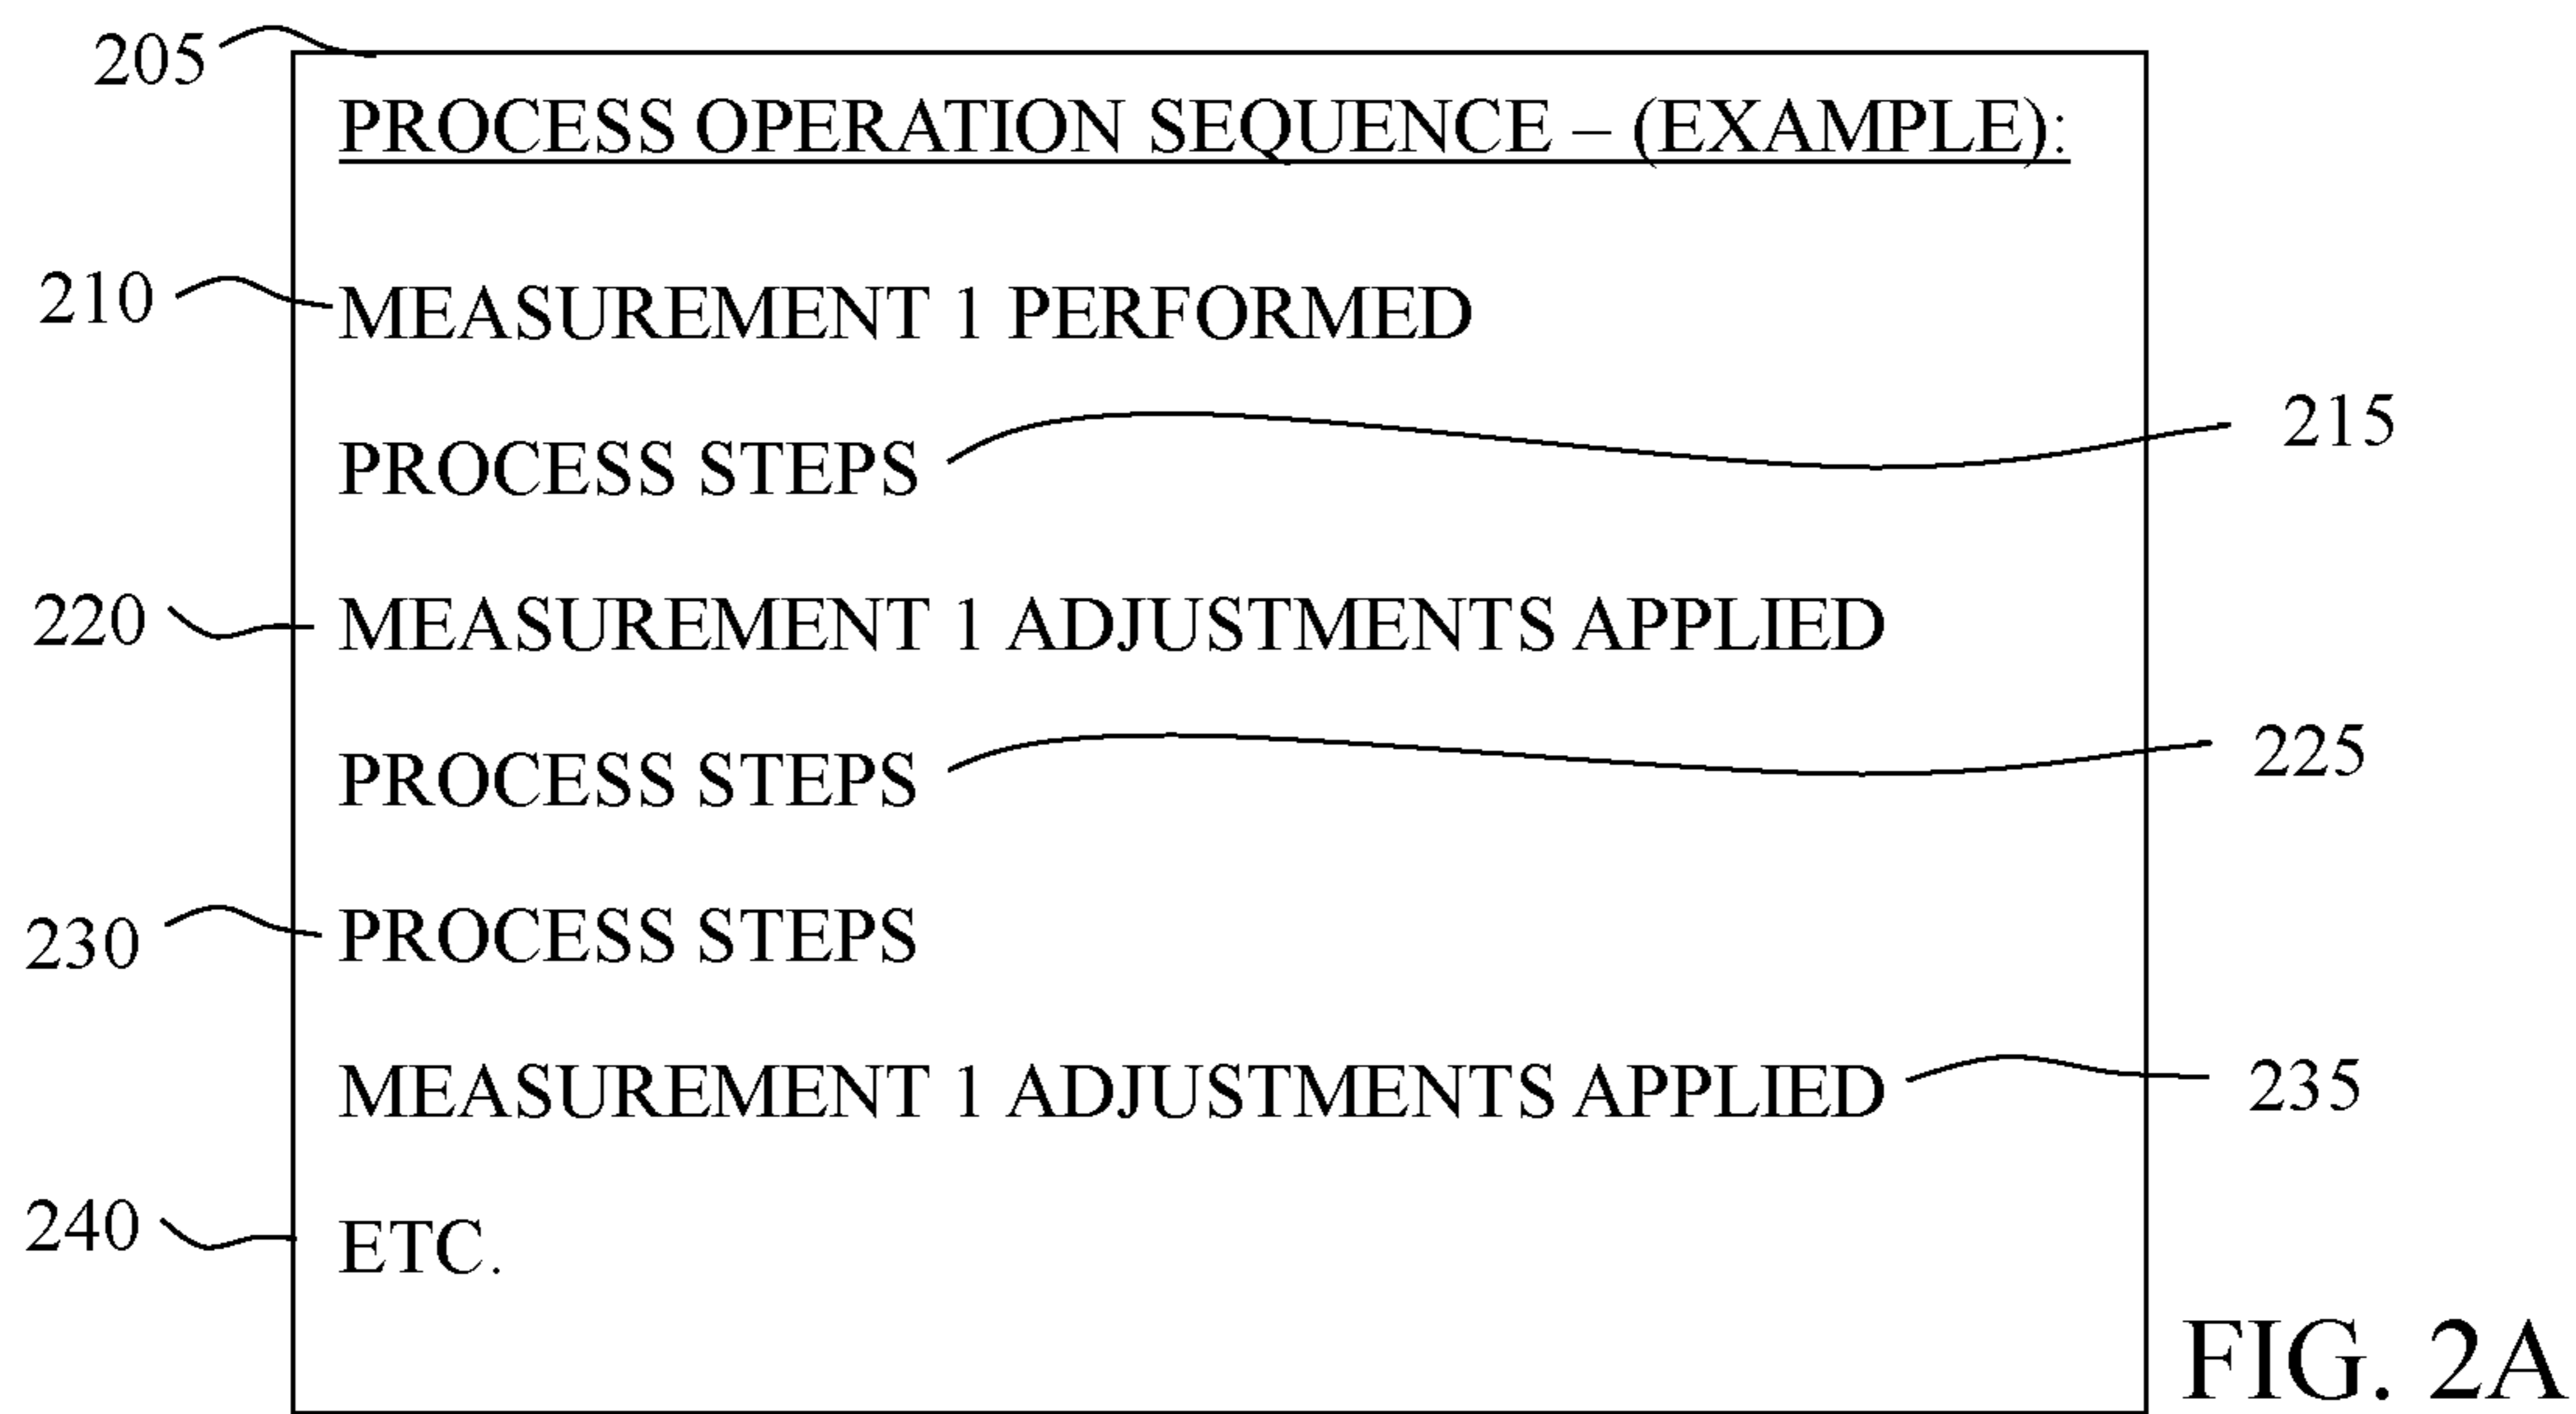 205
PROCESS OPERATION SEQUENCE – (EXAMPLE):
210
MEASUREMENT 1 PERFORMED
PROCESS STEPS
215
220
MEASUREMENT 1 ADJUSTMENTS APPLIED
PROCESS STEPS
225
230
PROCESS STEPS
MEASUREMENT 1 ADJUSTMENTS APPLIED
235
240
ETC.
FIG. 2A